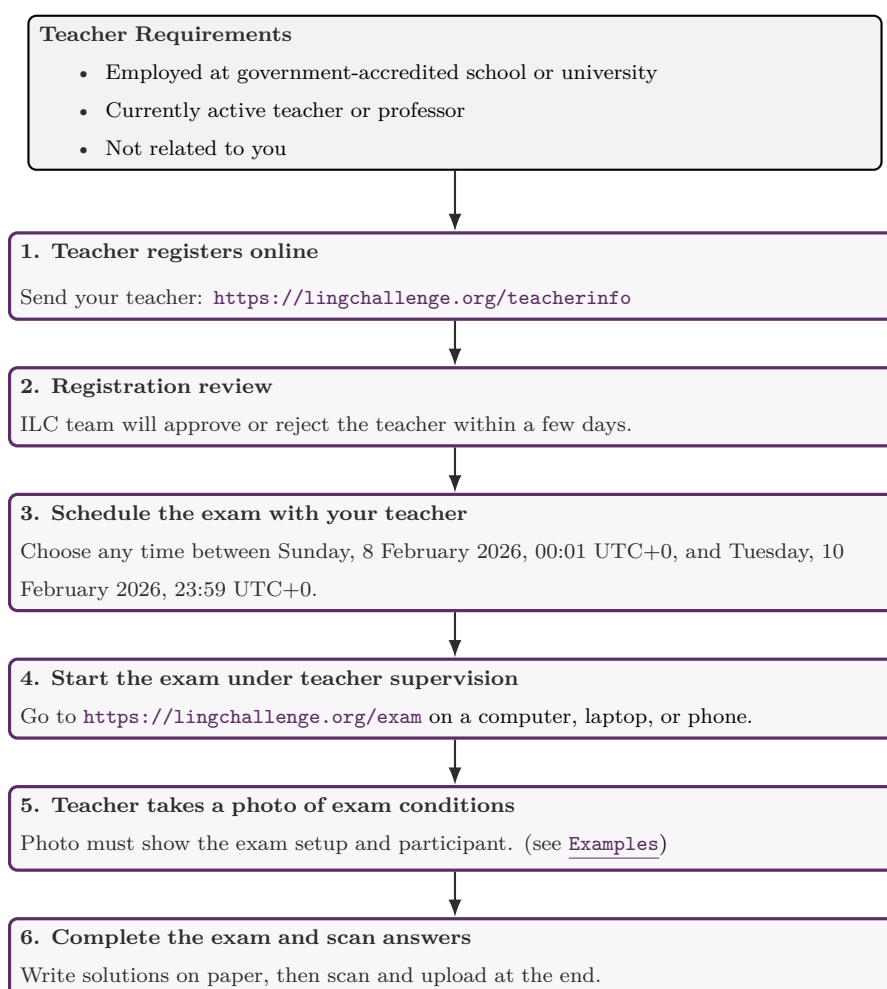 Teacher Requirements
• Employed at government-accredited school or university
• Currently active teacher or professor
• Not related to you
1. Teacher registers online
Send your teacher: https://lingchallenge.org/teacherinfo
2. Registration review
ILC team will approve or reject the teacher within a few days.
3. Schedule the exam with your teacher
Choose any time between Sunday, 8 February 2026, 00:01 UTC+0, and Tuesday, 10
February 2026, 23:59 UTC+0.
4. Start the exam under teacher supervision
Go to https://lingchallenge.org/exam on a computer, laptop, or phone.
5. Teacher takes a photo of exam conditions
Photo must show the exam setup and participant. (see Examples)
6. Complete the exam and scan answers
Write solutions on paper, then scan and upload at the end.